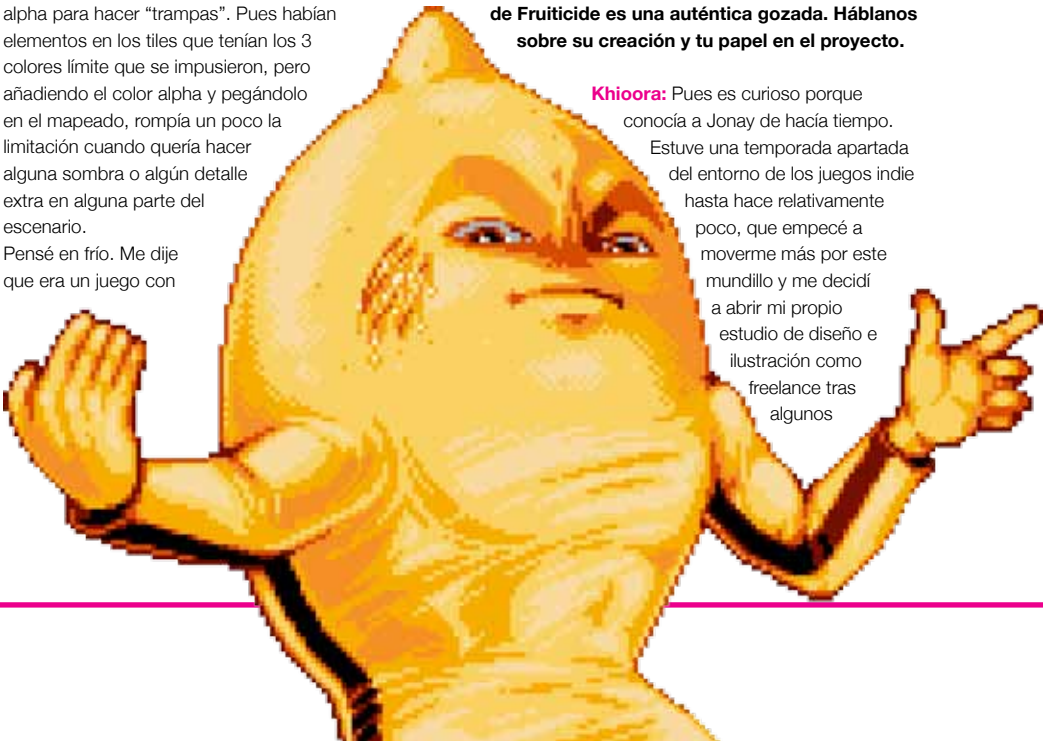 alpha para hacer “trampas”. Pues habían
elementos en los tiles que tenían los 3
colores límite que se impusieron, pero
añadiendo el color alpha y pegándolo
en el mapeado, rompía un poco la
limitación cuando quería hacer
alguna sombra o algún detalle
extra en alguna parte del
escenario.
Pensé en frío. Me dije
que era un juego con
de Fruiticide es una auténtica gozada. Háblanos
sobre su creación y tu papel en el proyecto.
Khioora: Pues es curioso porque
conocía a Jonay de hacía tiempo.
Estuve una temporada apartada
del entorno de los juegos indie
hasta hace relativamente
poco, que empecé a
moverme más por este
mundillo y me decidí
a abrir mi propio
estudio de diseño e
ilustración como
freelance tras
algunos